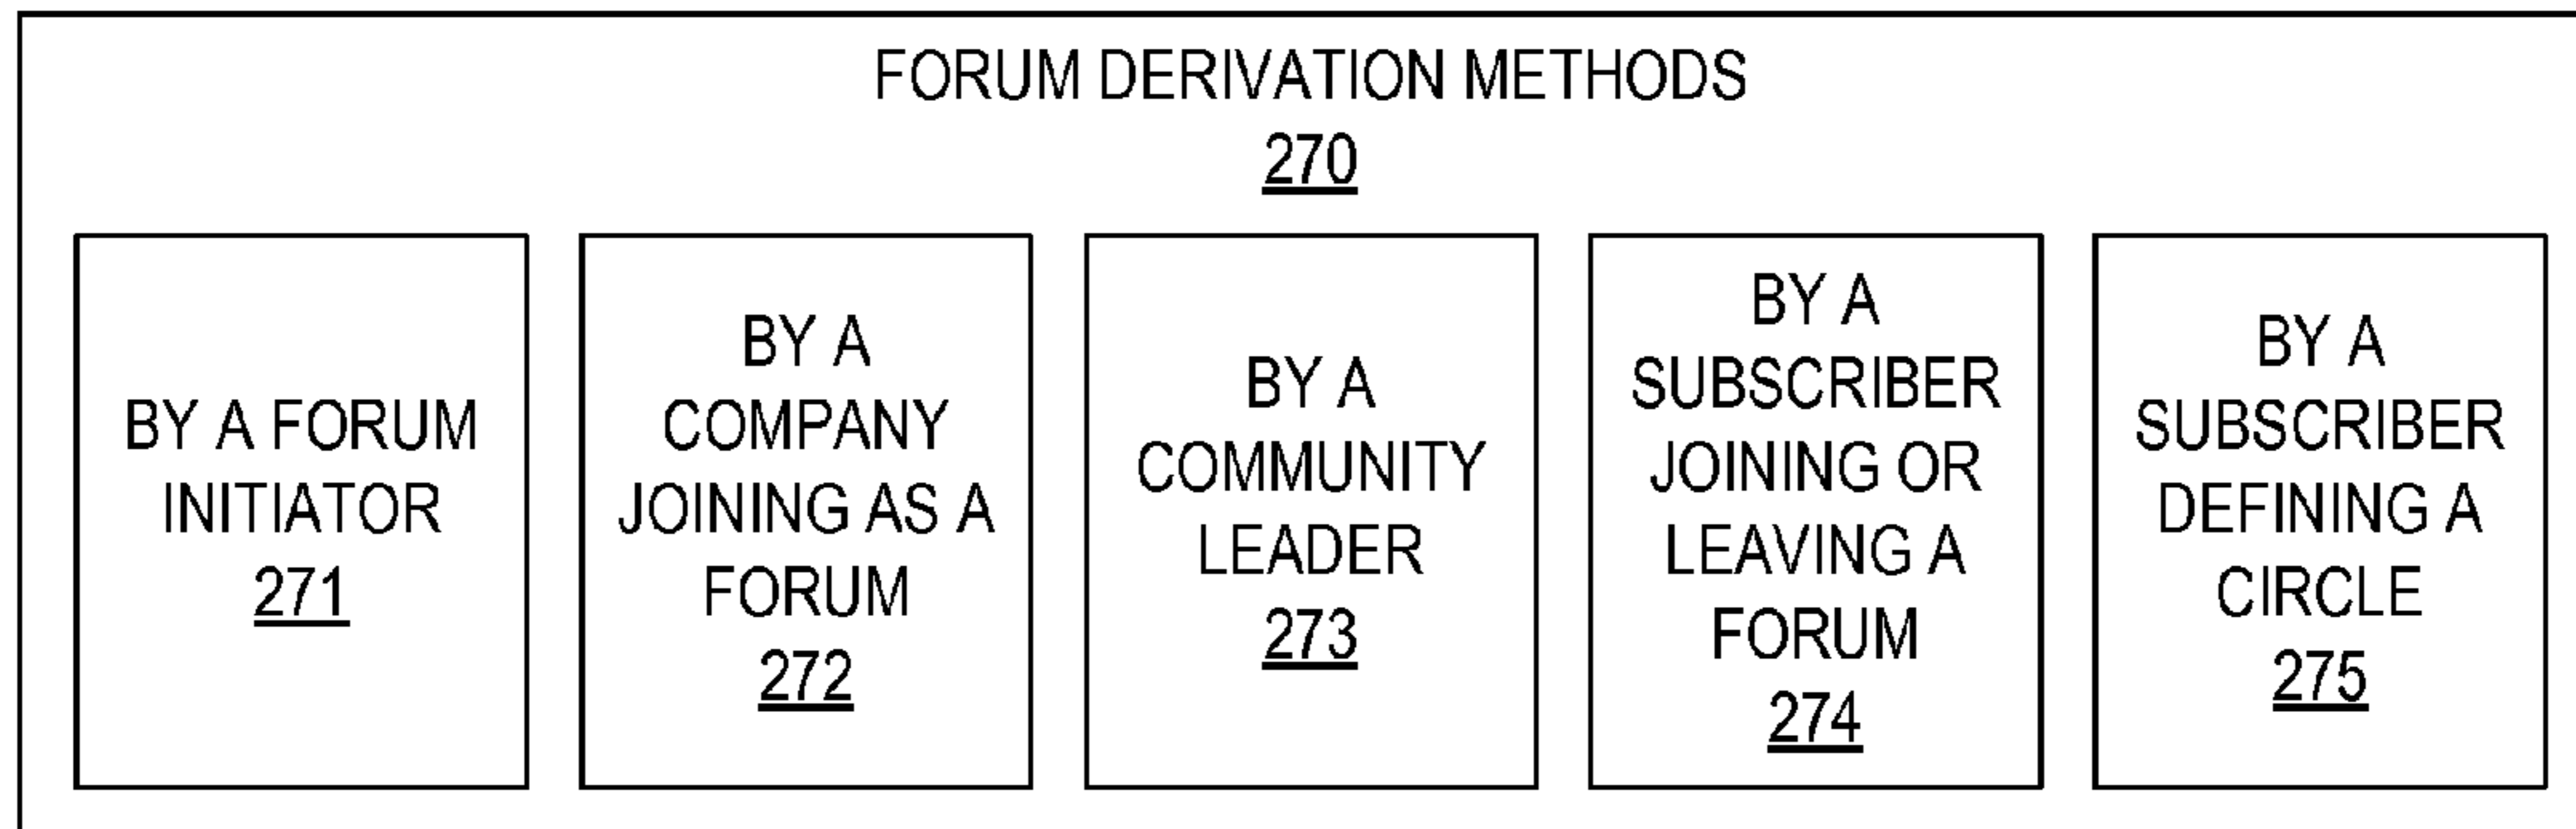 FORUM DERIVATION METHODS
270
BY A FORUM
INITIATOR
271
BY A
COMPANY
JOINING AS A
FORUM
272
BY A
COMMUNITY
LEADER
273
BY A
SUBSCRIBER
JOINING OR
LEAVING A
FORUM
274
BY A
SUBSCRIBER
DEFINING A
CIRCLE
275